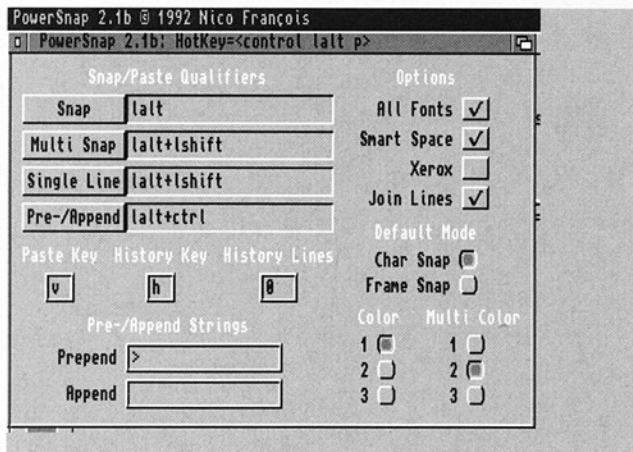 PowerSnap 2.1b © 1992 Nico François
PowerSnap 2.1b: HotKey=<control lalt p>
Snap/Paste Qualifiers
Snap lalt
Multi Snap lalt+lshift
Single Line lalt+lshift
Pre-/Append lalt+ctrl
Paste Key History Key History Lines
v h 0
Pre-/Append Strings
Prepend >
Append
Options
All Fonts
Smart Space
Xerox
Join Lines
Default Mode
Char Snap
Frame Snap
Color Multi Color
1 1
2 2
3 3